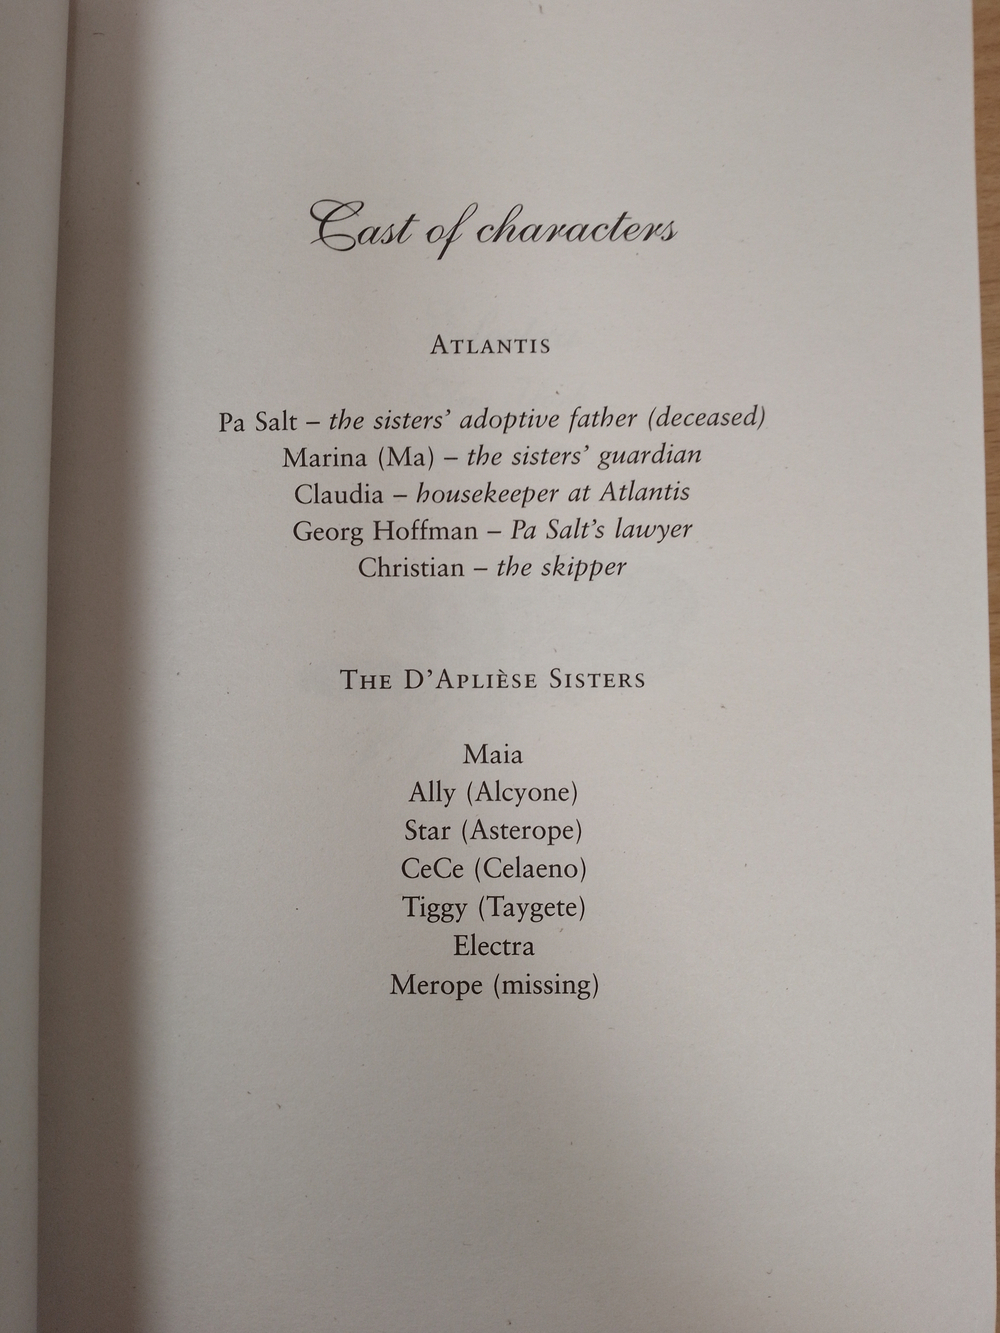 Cast of characters
ATLANTIS
Pa Salt – the sisters’ adoptive father (deceased)
Marina (Ma) – the sisters’ guardian
Claudia – housekeeper at Atlantis
Georg Hoffman – Pa Salt’s lawyer
Christian – the skipper
THE D’APLIÈSE SISTERS
Maia
Ally (Alcyone)
Star (Asterope)
CeCe (Celaeno)
Tiggy (Taygete)
Electra
Merope (missing)